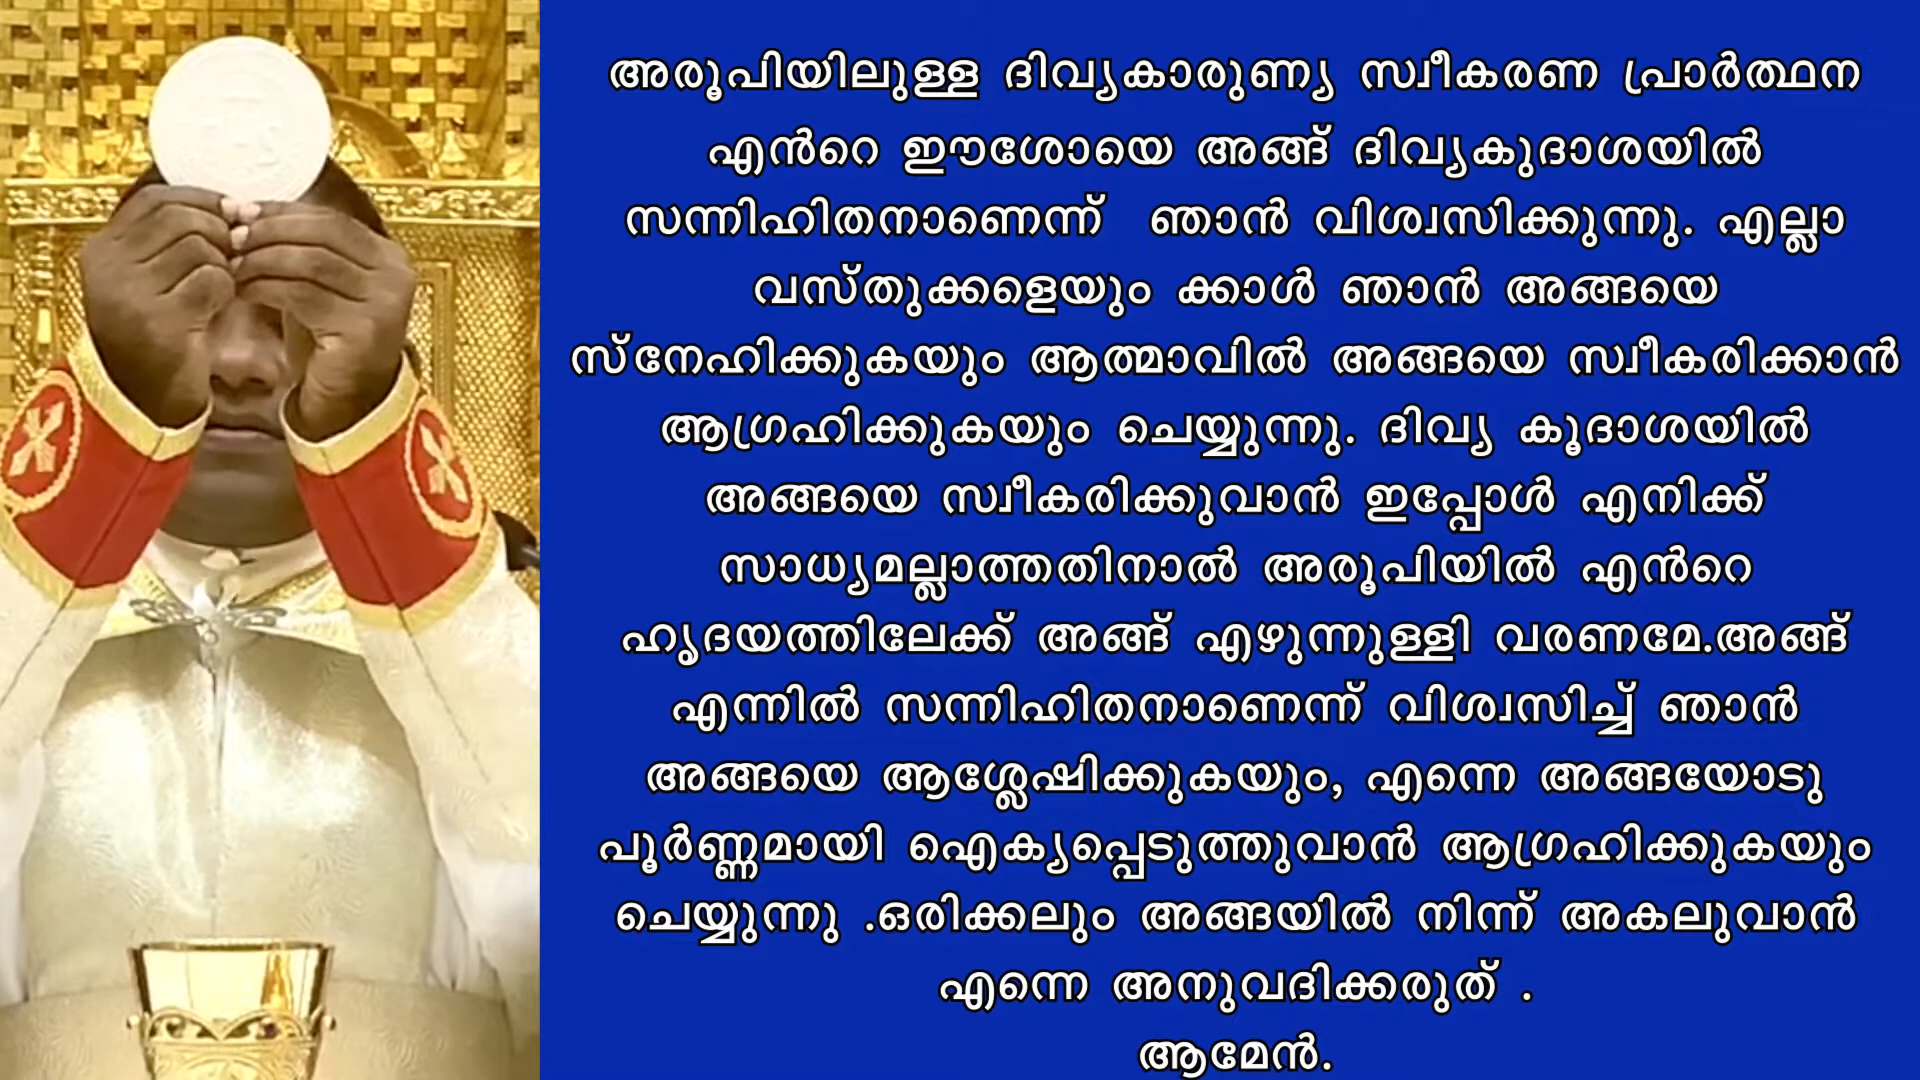 അരൂപിയിലുള്ള ദിവ്യകാരുണ്യ സ്വീകരണ പ്രാർത്ഥന
എൻറെ ഈശോയെ അങ്ങ് ദിവ്യകുദാശയിൽ
സന്നിഹിതനാണെന്ന് ഞാൻ വിശ്വസിക്കുന്നു. എല്ലാ
വസ്തുക്കളെയും ക്കാൾ ഞാൻ അങ്ങയെ
സ്നേഹിക്കുകയും ആത്മാവിൽ അങ്ങയെ സ്വീകരിക്കാൻ
ആഗ്രഹിക്കുകയും ചെയ്യുന്നു. ദിവ്യ കൂദാശയിൽ
അങ്ങയെ സ്വീകരിക്കുവാൻ ഇപ്പോൾ എനിക്ക്
സാധ്യമല്ലാത്തതിനാൽ അരൂപിയിൽ എൻറെ
ഹൃദയത്തിലേക്ക് അങ്ങ് എഴുന്നുള്ളി വരണമേ.അങ്ങ്
എന്നിൽ സന്നിഹിതനാണെന്ന് വിശ്വസിച്ച് ഞാൻ
അങ്ങയെ ആശ്ലേഷിക്കുകയും, എന്നെ അങ്ങയോടു
പൂർണ്ണമായി ഐക്യപ്പെടുത്തുവാൻ ആഗ്രഹിക്കുകയും
ചെയ്യുന്നു .ഒരിക്കലും അങ്ങയിൽ നിന്ന് അകലുവാൻ
എന്നെ അനുവദിക്കരുത് .
ആമേൻ.